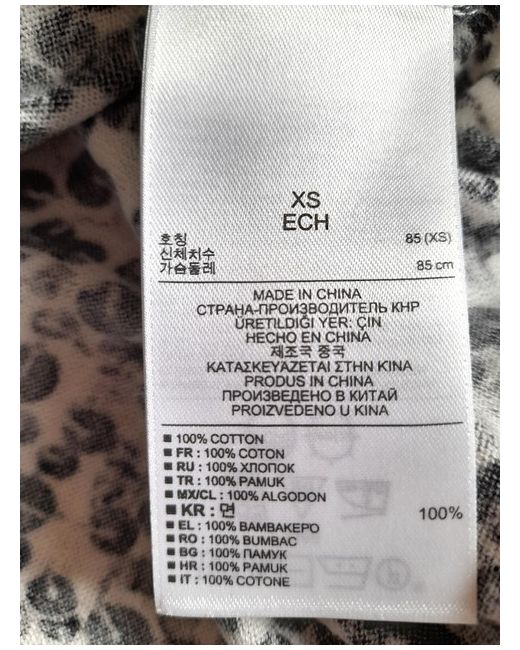 XS
ECH
호칭 85 (XS)
신체치수
가슴둘레 85 cm
MADE IN CHINA
СТРАНА-ПРОИЗВОДИТЕЛЬ КНР
ÜRETILDIĞI YER: ÇIN
HECHO EN CHINA
제조국 중국
ΚΑΤΑΣΚΕΥΑΖΕΤΑΙ ΣΤΗΝ ΚΊΝΑ
PRODUS IN CHINA
ПРОИЗВЕДЕНО В КИТАЙ
PROIZVEDENO U KINA
■ 100% COTTON
■ FR : 100% COTON
■ RU : 100% ХЛОПОК
■ TR : 100% PAMUK
■ MX/CL : 100% ALGODON
■ KR : 면 100%
■ EL : 100% ΒΑΜΒΑΚΕΡΌ
■ RO : 100% BUMBAC
■ BG : 100% ПАМУК
■ HR : 100% PAMUK
■ IT : 100% COTONE